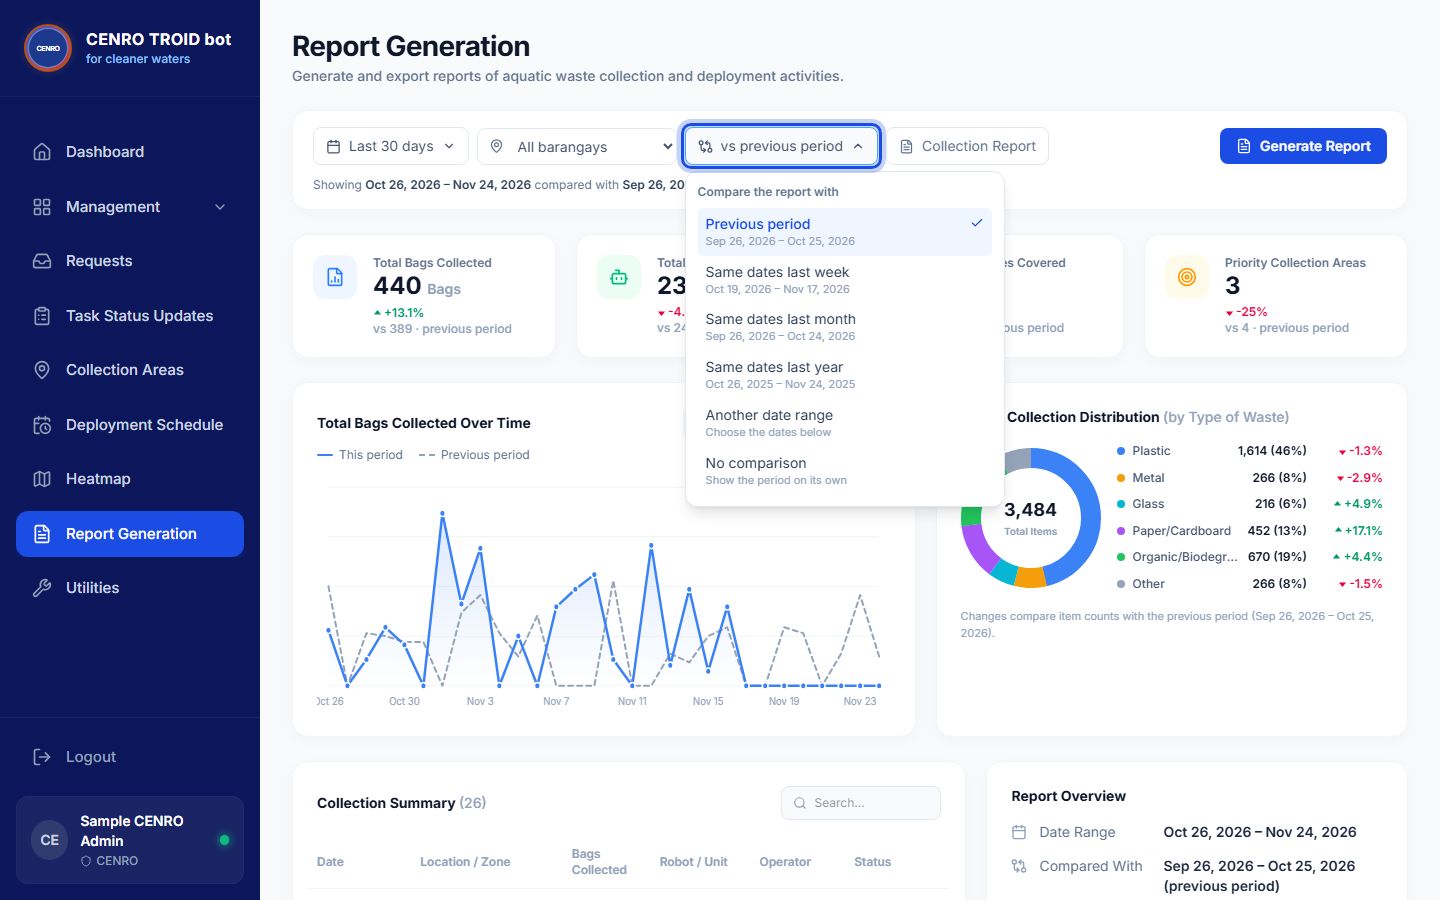 CENRO
CENRO TROID bot
for cleaner waters
Dashboard
Management
Requests
Task Status Updates
Collection Areas
Deployment Schedule
Heatmap
Report Generation
Utilities
Logout
CE
Sample CENRO
Admin
CENRO
Report Generation
Generate and export reports of aquatic waste collection and deployment activities.
Last 30 days
All barangays
vs previous period
Collection Report
Generate Report
Showing Oct 26, 2026 – Nov 24, 2026 compared with Sep 26, 20
Compare the report with
Previous period
Sep 26, 2026 – Oct 25, 2026
Same dates last week
Oct 19, 2026 – Nov 17, 2026
Same dates last month
Sep 26, 2026 – Oct 24, 2026
Same dates last year
Oct 26, 2025 – Nov 24, 2025
Another date range
Choose the dates below
No comparison
Show the period on its own
Total Bags Collected
440 Bags
+13.1%
vs 389 · previous period
Total
23
-4.
vs 24
s Covered
us period
Priority Collection Areas
3
-25%
vs 4 · previous period
Total Bags Collected Over Time
This period
Previous period
Oct 26
Oct 30
Nov 3
Nov 7
Nov 11
Nov 15
Nov 19
Nov 23
Collection Distribution (by Type of Waste)
3,484
Total Items
Plastic 1,614 (46%) -1.3%
Metal 266 (8%) -2.9%
Glass 216 (6%) +4.9%
Paper/Cardboard 452 (13%) +17.1%
Organic/Biodegr... 670 (19%) +4.4%
Other 266 (8%) -1.5%
Changes compare item counts with the previous period (Sep 26, 2026 – Oct 25,
2026).
Collection Summary (26)
Search...
Date
Location / Zone
Bags
Collected
Robot / Unit
Operator
Status
Report Overview
Date Range
Oct 26, 2026 – Nov 24, 2026
Compared With
Sep 26, 2026 – Oct 25, 2026
(previous period)